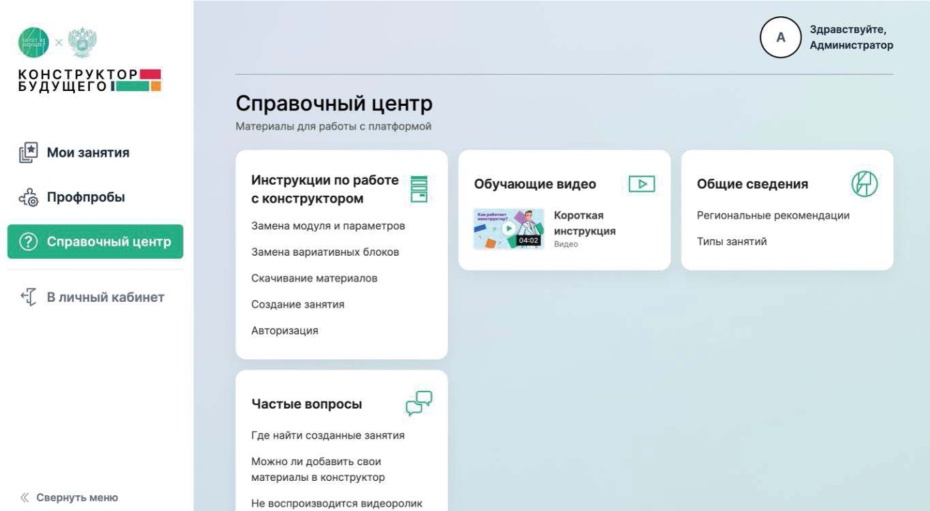 КОНСТРУКТОР
БУДУЩЕГО
Мои занятия
Профпробы
Справочный центр
В личный кабинет
Свернуть меню
А
Здравствуйте,
Администратор
Справочный центр
Материалы для работы с платформой
Инструкции по работе
с конструктором
Замена модуля и параметров
Замена вариативных блоков
Скачивание материалов
Создание занятия
Авторизация
Обучающие видео
Как работает
конструктор?
04:02
Короткая
инструкция
Видео
Общие сведения
Региональные рекомендации
Типы занятий
Частые вопросы
Где найти созданные занятия
Можно ли добавить свои
материалы в конструктор
Не воспроизводится видеоролик